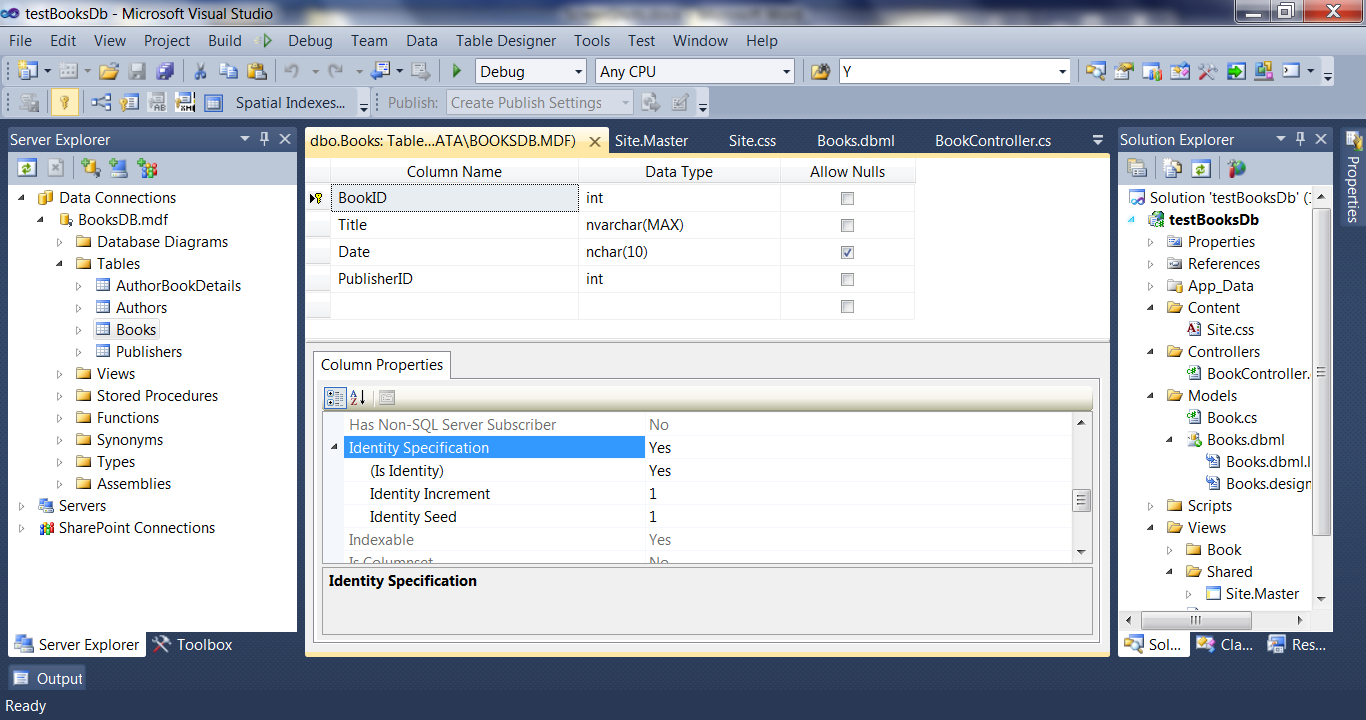 testBooksDb - Microsoft Visual Studio
File Edit View Project Build Debug Team Data Table Designer Tools Test Window Help
Debug Any CPU Y
Spatial Indexes... Publish: Create Publish Settings
Server Explorer
Data Connections
BooksDB.mdf
Database Diagrams
Tables
AuthorBookDetails
Authors
Books
Publishers
Views
Stored Procedures
Functions
Synonyms
Types
Assemblies
Servers
SharePoint Connections
Server Explorer Toolbox
dbo.Books: Table...ATA\BOOKSDB.MDF) Site.Master Site.css Books.dbml BookController.cs
Column Name Data Type Allow Nulls
BookID int
Title nvarchar(MAX)
Date nchar(10)
PublisherID int
Column Properties
Has Non-SQL Server Subscriber No
Identity Specification Yes
(Is Identity) Yes
Identity Increment 1
Identity Seed 1
Indexable Yes
Is Columnset No
Identity Specification
Solution Explorer
Solution 'testBooksDb' (1
testBooksDb
Properties
References
App_Data
Content
Site.css
Controllers
BookController.
Models
Book.cs
Books.dbml
Books.dbml.l
Books.design
Scripts
Views
Book
Shared
Site.Master
Sol... Cla... Res...
Properties
Output
Ready